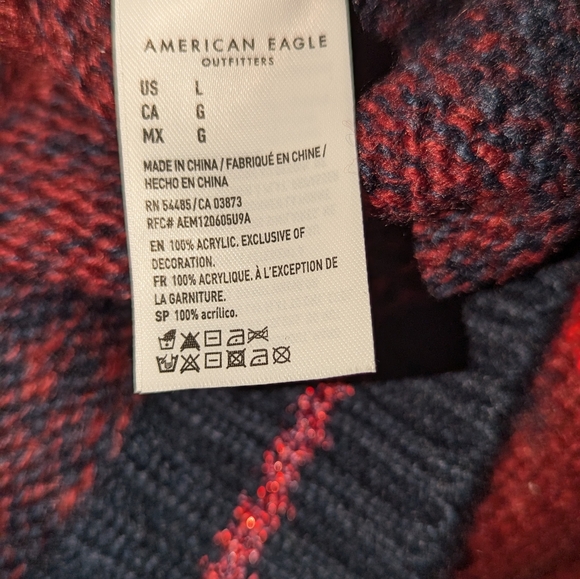 AMERICAN EAGLE
OUTFITTERS
US L
CA G
MX G
MADE IN CHINA / FABRIQUÉ EN CHINE /
HECHO EN CHINA
RN 54485/CA 03873
RFC# AEM120605U9A
EN 100% ACRYLIC. EXCLUSIVE OF
DECORATION.
FR 100% ACRYLIQUE. À L'EXCEPTION DE
LA GARNITURE.
SP 100% acrílico.